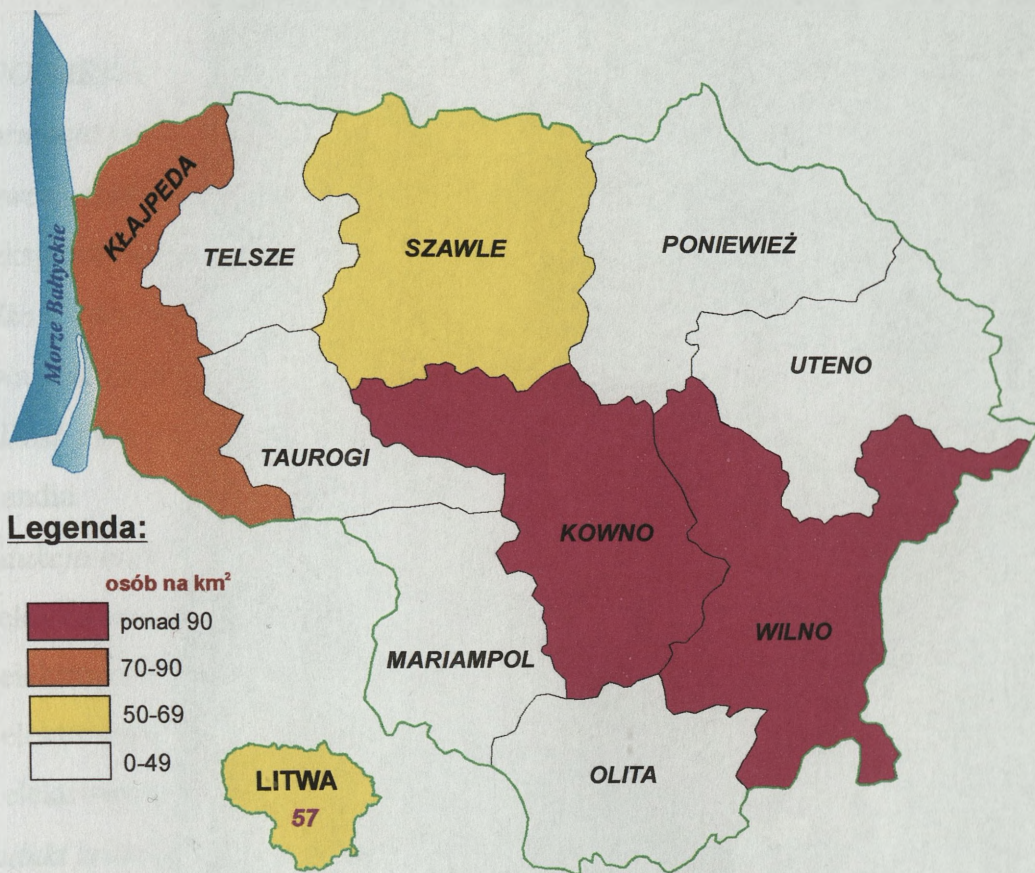 KŁAJPEDA
TELSZE
SZAWLE
PONIEWIEŻ
Morze Bałtyckie
UTENO
TAUROGI
KOWNO
WILNO
MARIAMPOL
OLITA
Legenda:
osób na km²
ponad 90
70-90
50-69
0-49
LITWA
57